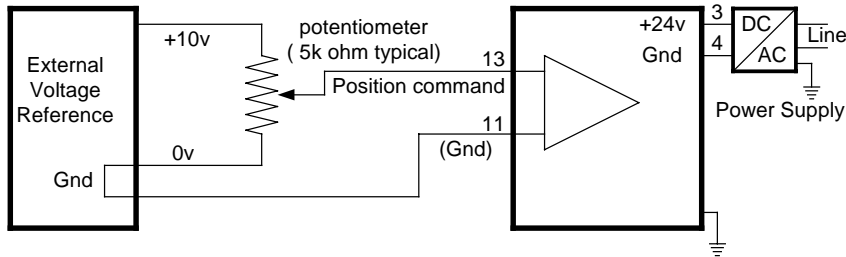 +10v
External
Voltage
Reference
0v
Gnd
potentiometer
( 5k ohm typical)
13
Position command
11
(Gnd)
+24v
Gnd
3
4
DC
AC
Line
Power Supply